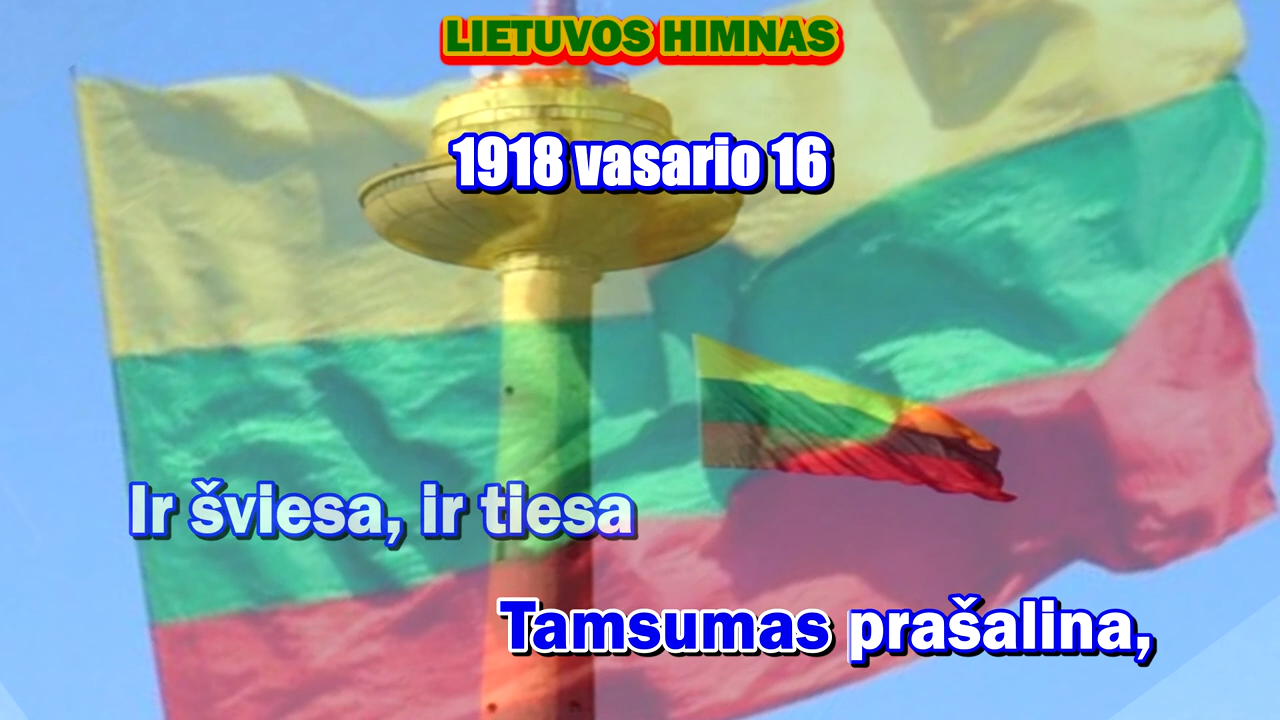 LIETUVOS HIMNAS
1918 vasario 16
Ir šviesa, ir tiesa
Tamsumas prašalina,